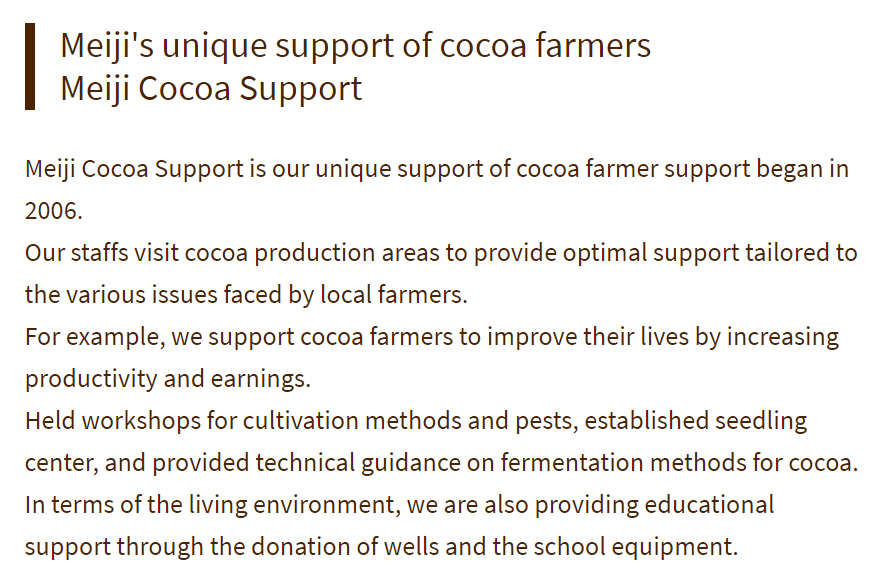 Meiji's unique support of cocoa farmers
Meiji Cocoa Support
Meiji Cocoa Support is our unique support of cocoa farmer support began in
2006.
Our staffs visit cocoa production areas to provide optimal support tailored to
the various issues faced by local farmers.
For example, we support cocoa farmers to improve their lives by increasing
productivity and earnings.
Held workshops for cultivation methods and pests, established seedling
center, and provided technical guidance on fermentation methods for cocoa.
In terms of the living environment, we are also providing educational
support through the donation of wells and the school equipment.